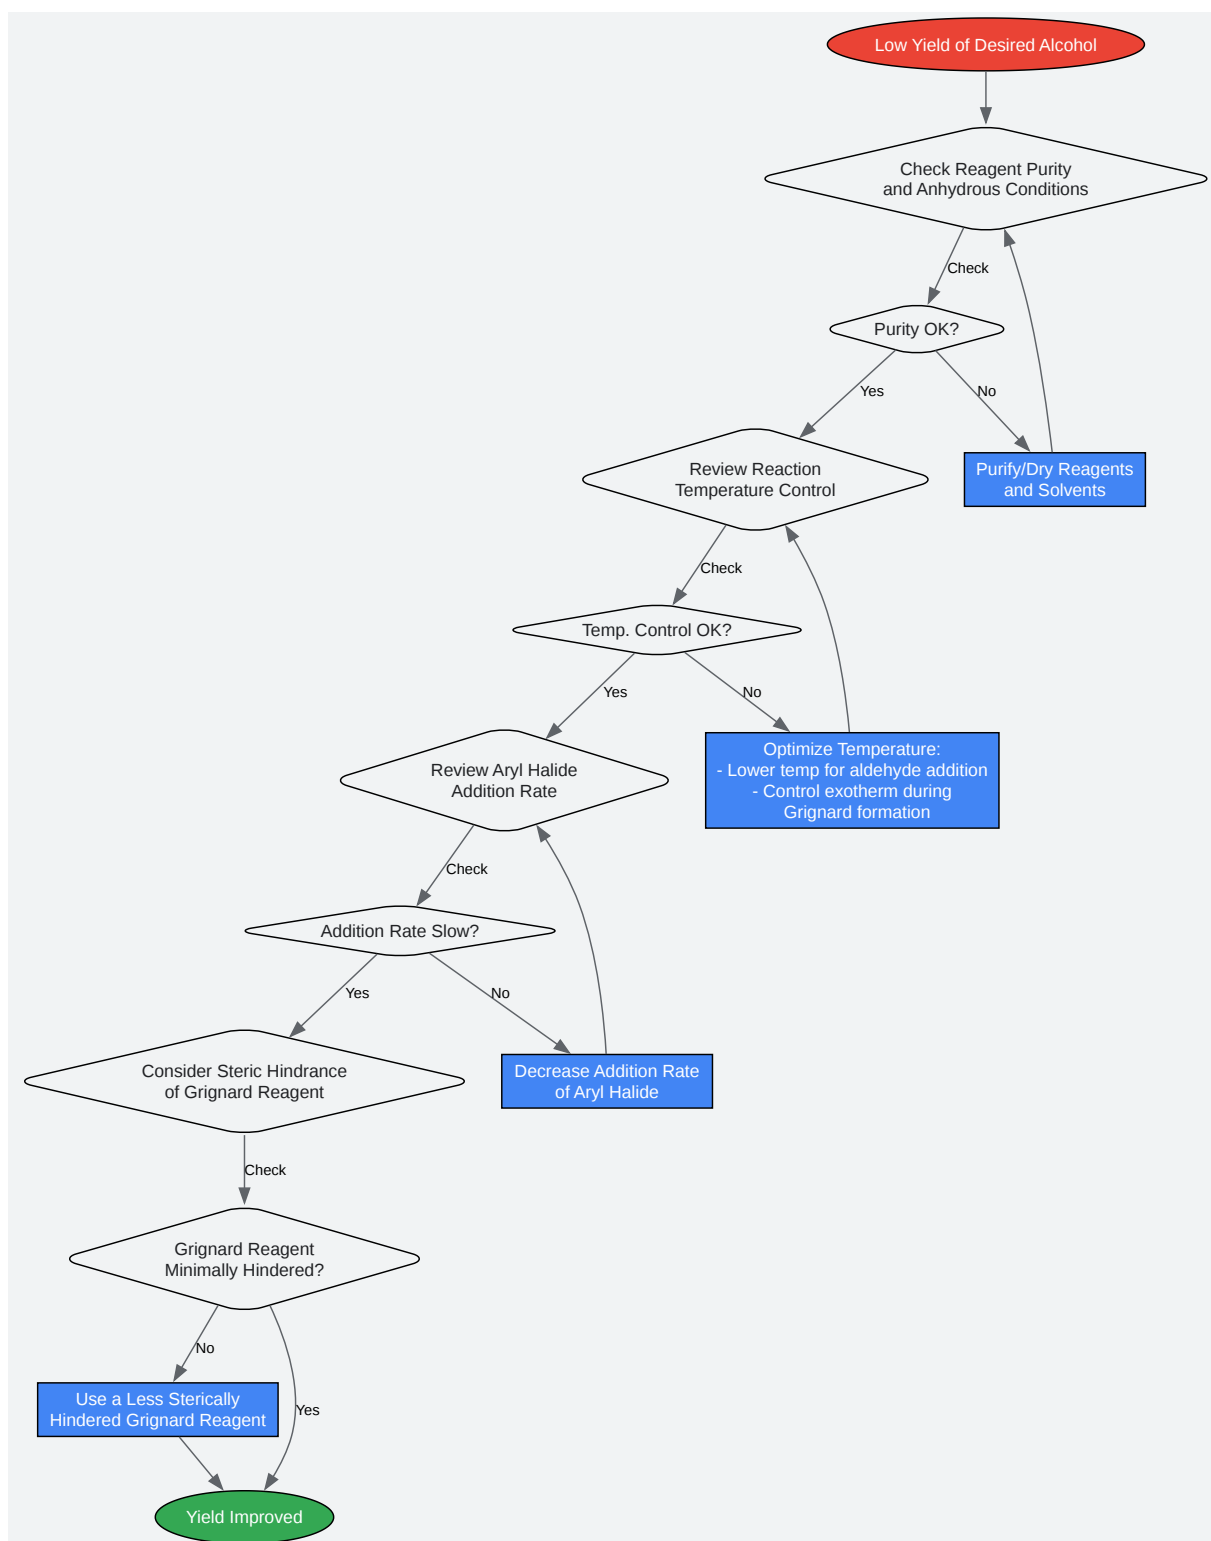 Low Yield of Desired Alcohol
Check Reagent Purity
and Anhydrous Conditions
Check
Purity OK?
Yes
No
Review Reaction
Temperature Control
Purify/Dry Reagents
and Solvents
Check
Temp. Control OK?
Yes
No
Review Aryl Halide
Addition Rate
Optimize Temperature:
- Lower temp for aldehyde addition
- Control exotherm during
Grignard formation
Check
Addition Rate Slow?
Yes
No
Consider Steric Hindrance
of Grignard Reagent
Decrease Addition Rate
of Aryl Halide
Check
Grignard Reagent
Minimally Hindered?
No
Use a Less Sterically
Hindered Grignard Reagent
Yes
Yield Improved